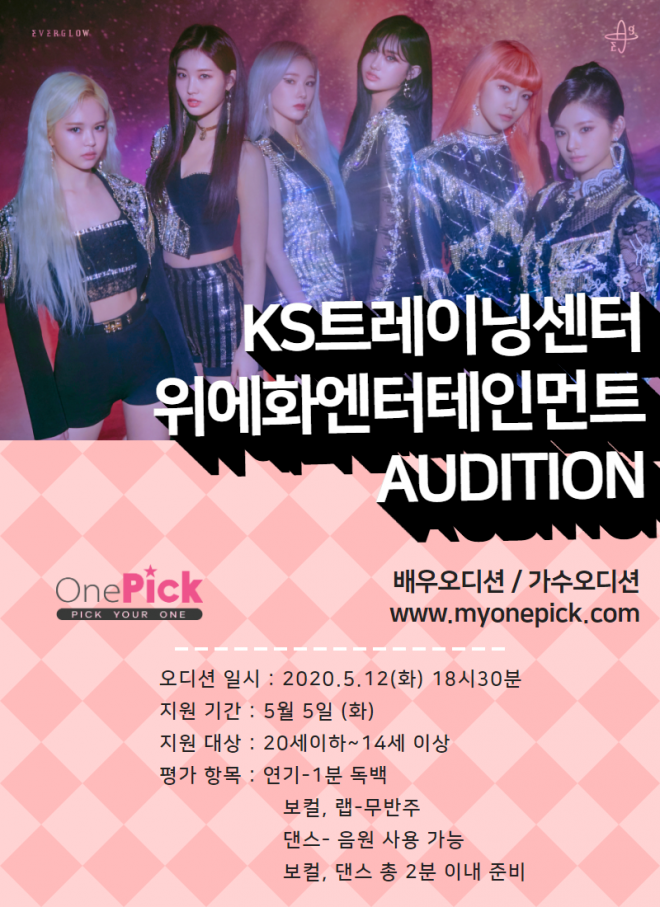 EVERGLOW
KS트레이닝센터
위에화엔터테인먼트
AUDITION
OnePick
PICK YOUR ONE
배우오디션 / 가수오디션
www.myonepick.com
오디션 일시 : 2020.5.12(화) 18시30분
지원 기간 : 5월 5일 (화)
지원 대상 : 20세이하~14세 이상
평가 항목 : 연기-1분 독백
보컬, 랩-무반주
댄스- 음원 사용 가능
보컬, 댄스 총 2분 이내 준비